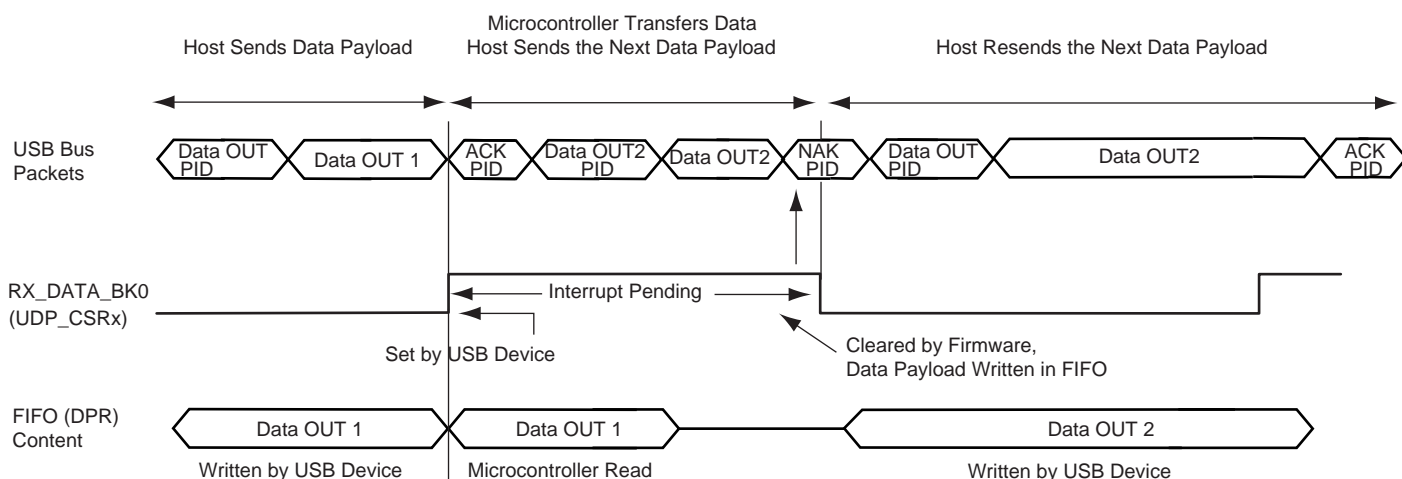 Microcontroller Transfers Data
Host Sends Data Payload
Host Sends the Next Data Payload
Host Resends the Next Data Payload
USB Bus
Packets
Data OUT
PID
Data OUT 1
ACK
PID
Data OUT2
PID
Data OUT2
NAK
PID
Data OUT
PID
Data OUT2
ACK
PID
RX_DATA_BK0
(UDP_CSRx)
Interrupt Pending
Set by USB Device
Cleared by Firmware,
Data Payload Written in FIFO
FIFO (DPR)
Content
Data OUT 1
Data OUT 1
Data OUT 2
Written by USB Device
Microcontroller Read
Written by USB Device